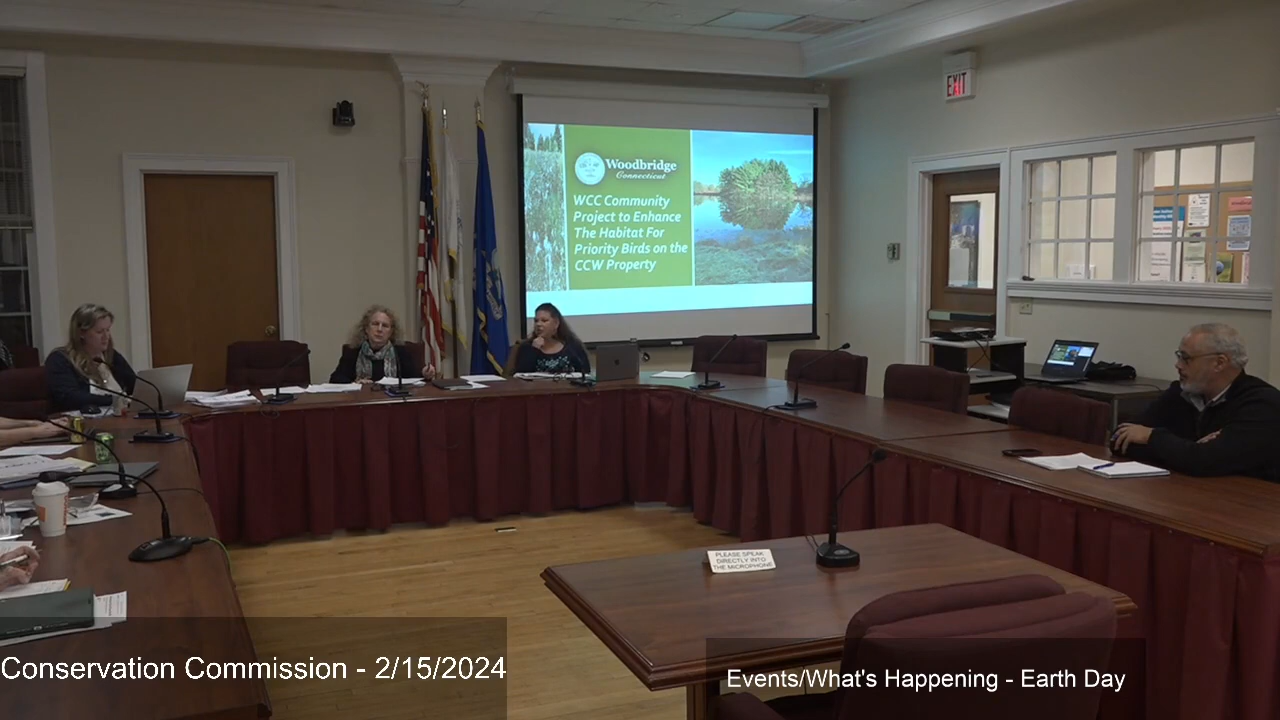 EXIT
Woodbridge
Connecticut
WCC Community
Project to Enhance
The Habitat For
Priority Birds on the
CCW Property
PLEASE SPEAK
DIRECTLY INTO
THE MICROPHONE
Conservation Commission - 2/15/2024
Events/What's Happening - Earth Day